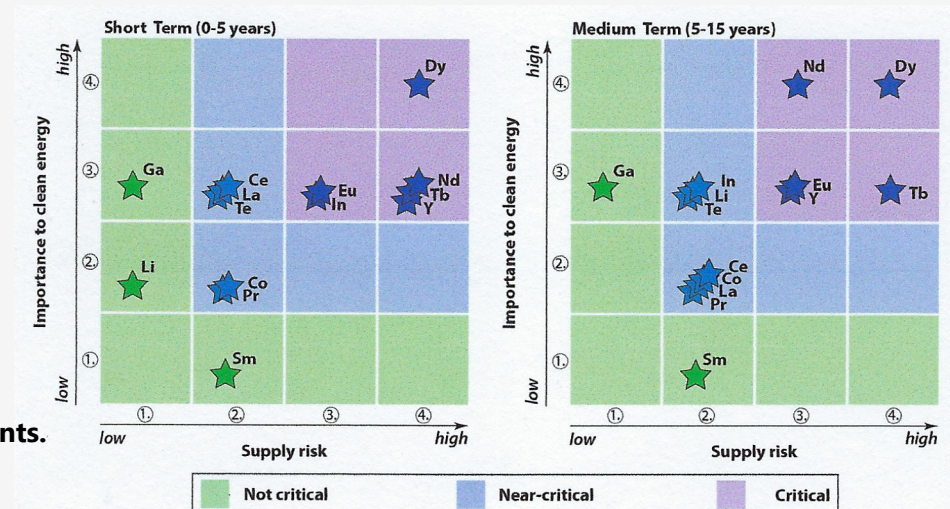 Short Term (0-5 years)
high
Importance to clean energy
low
④.
③.
②.
①.
Dy
Ga
Ce
La
Te
Eu
In
Nd
Tb
Y
Li
Co
Pr
Sm
①. ②. ③. ④.
low high
Supply risk
Medium Term (5-15 years)
high
Importance to clean energy
low
④.
③.
②.
①.
Nd
Dy
Ga
In
Li
Te
Eu
Y
Tb
Ce
Co
La
Pr
Sm
①. ②. ③. ④.
low high
Supply risk
nts.
Not critical Near-critical Critical